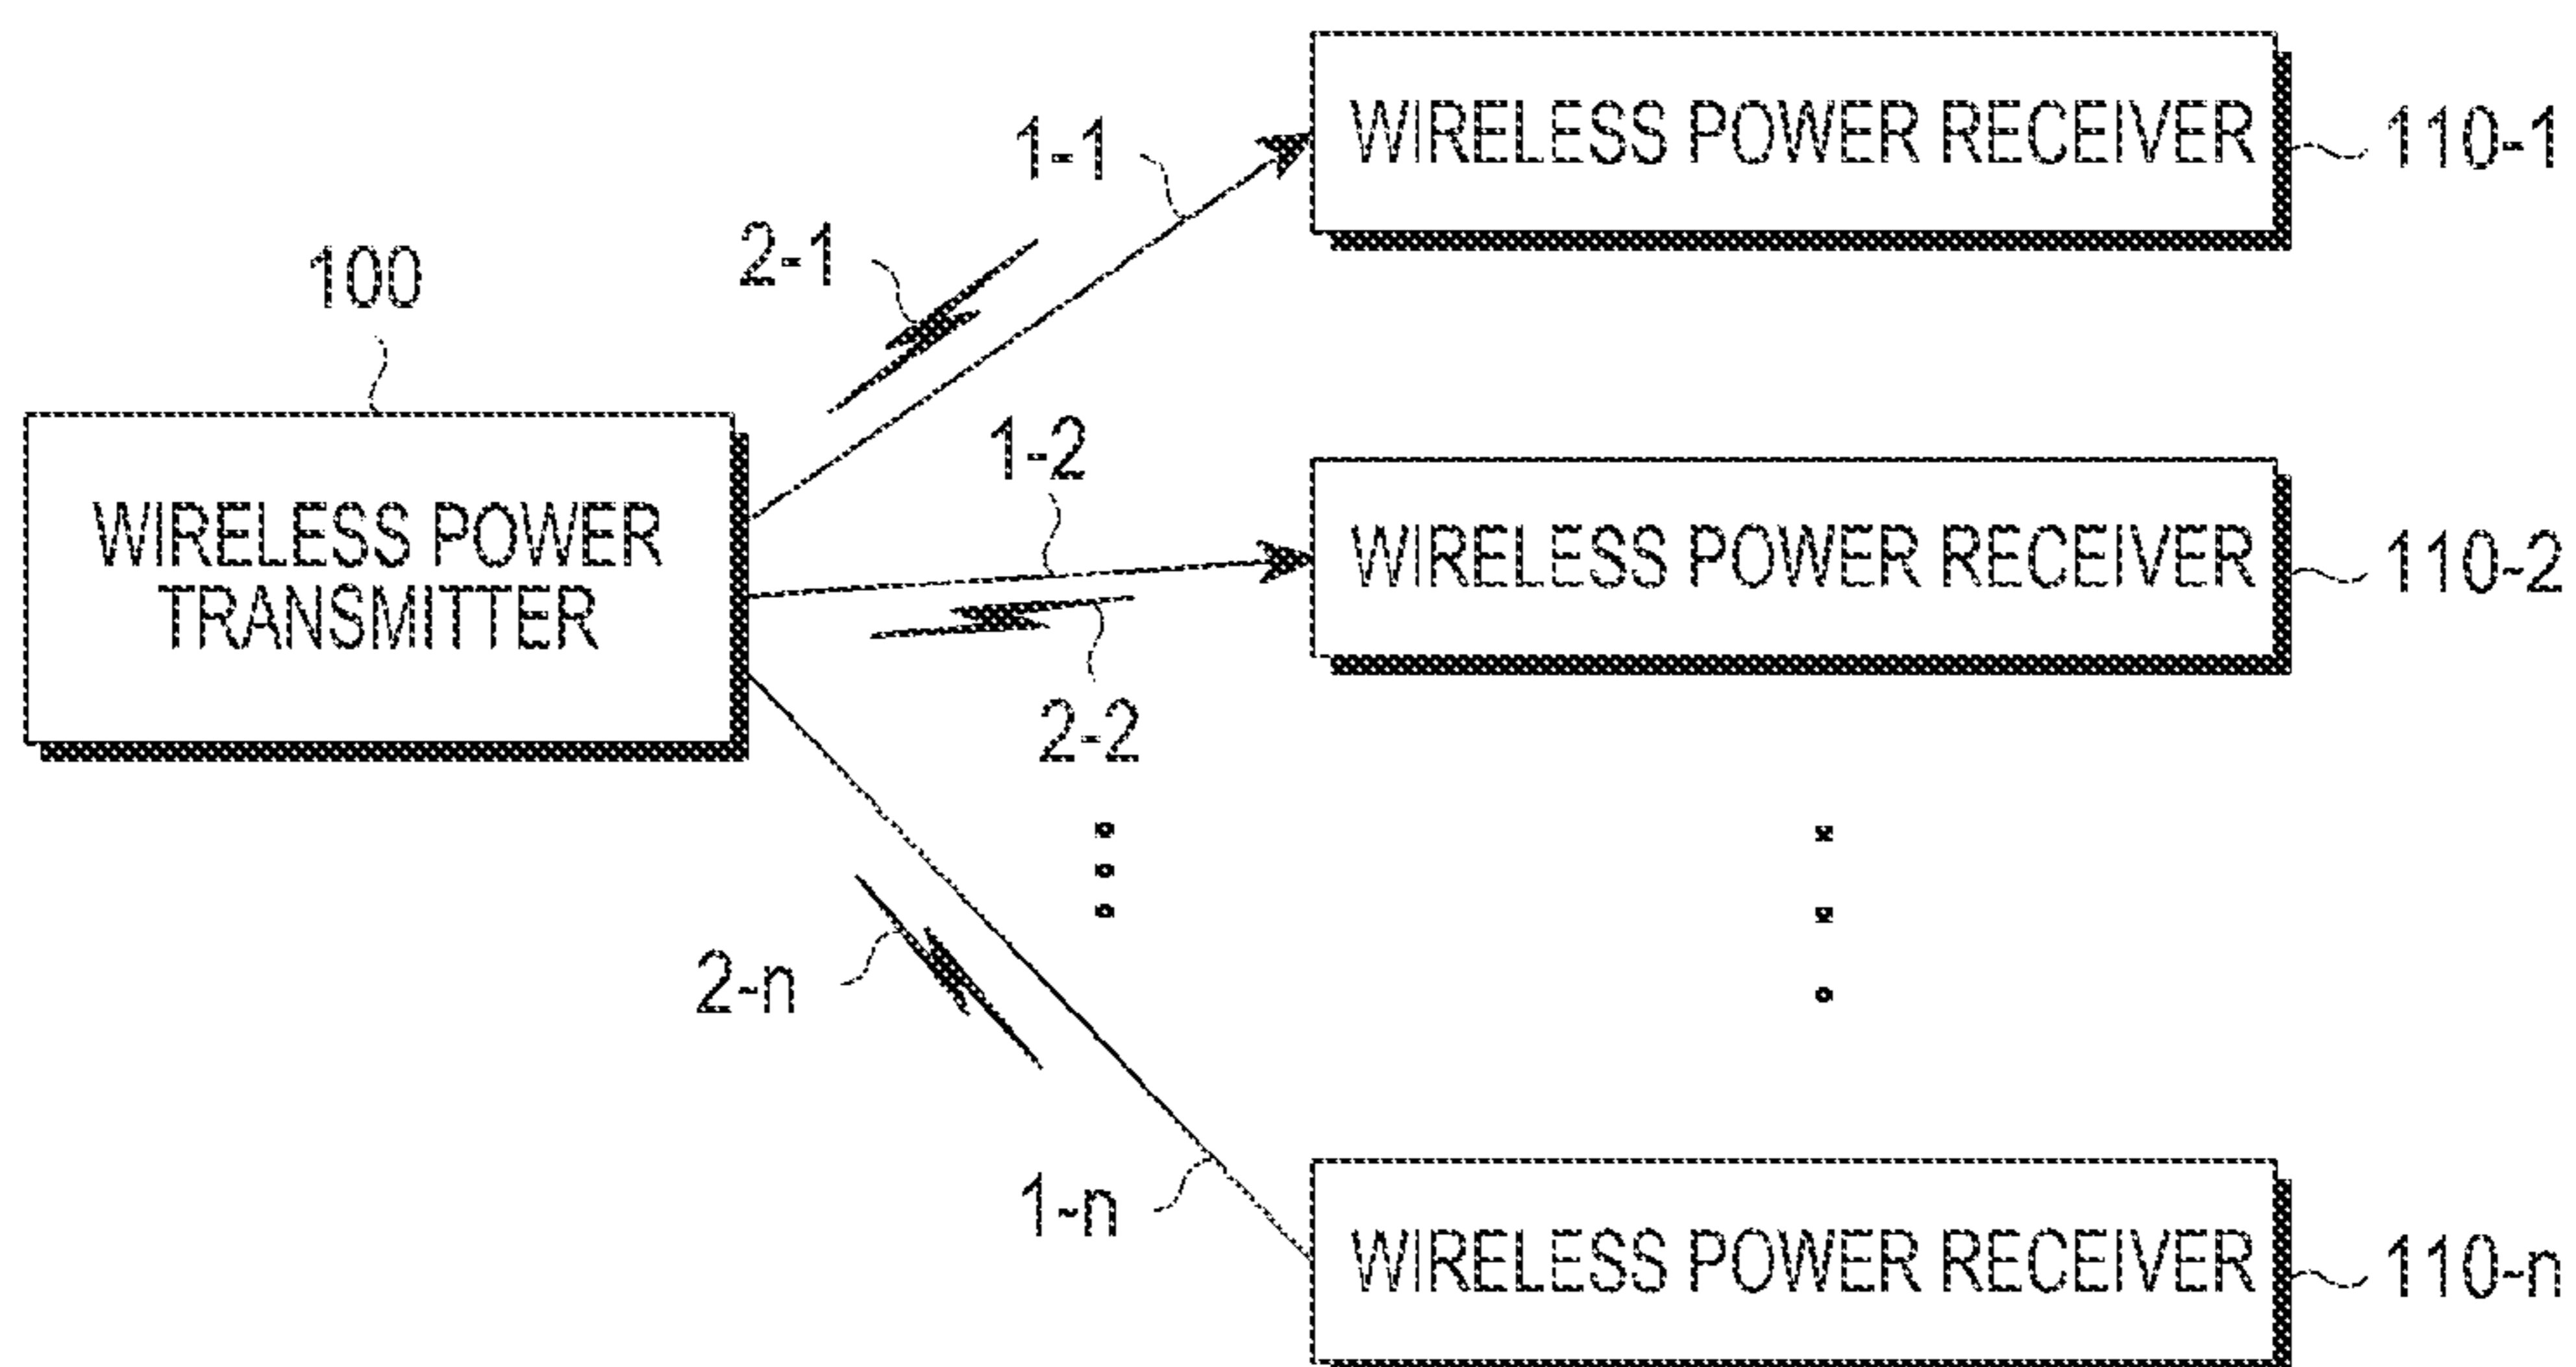 WIRELESS POWER RECEIVER
110-1
1-1
2-1
100
1-2
WIRELESS POWER
TRANSMITTER
WIRELESS POWER RECEIVER
110-2
2-2
2-n
1-n
WIRELESS POWER RECEIVER
110-n